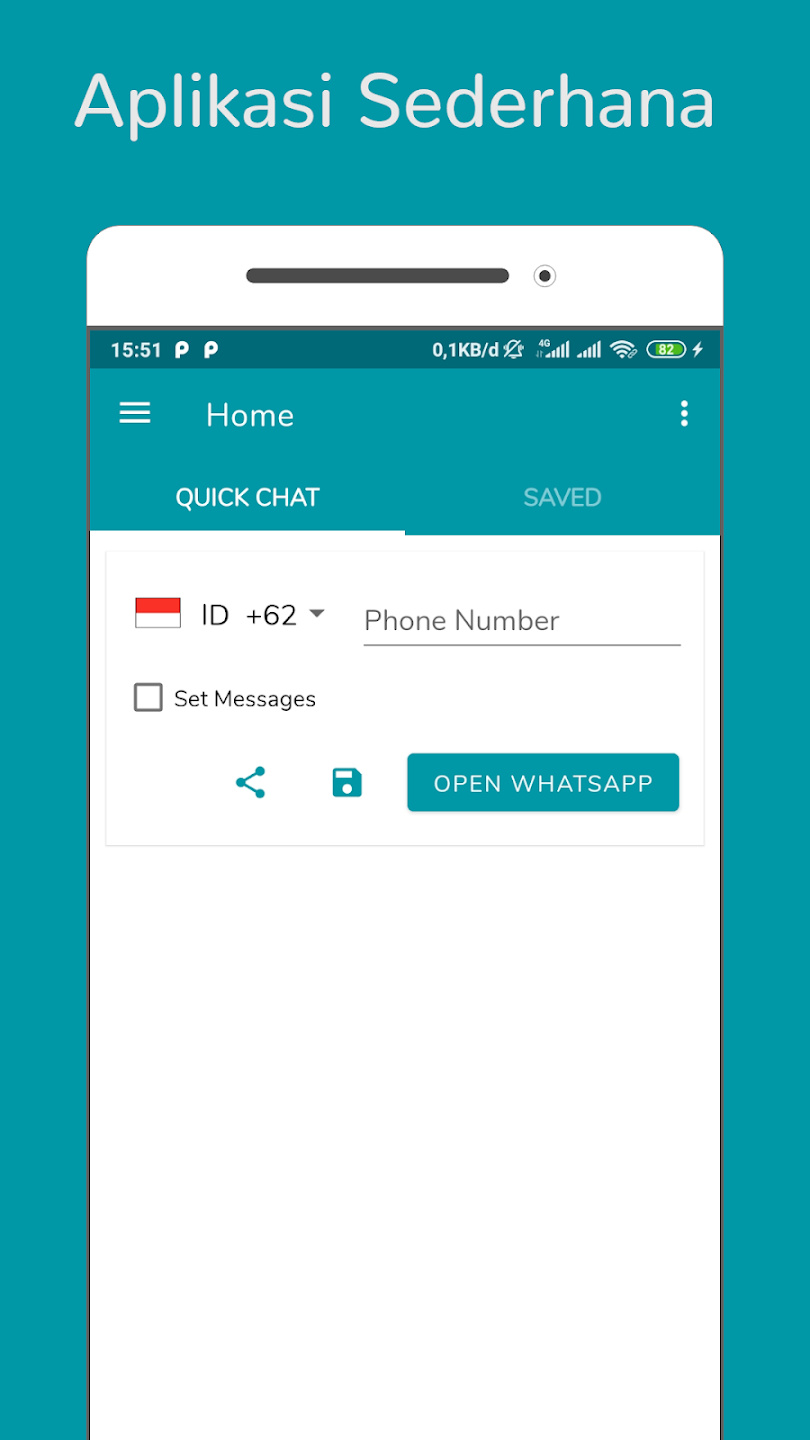 Aplikasi Sederhana
15:51 P P 0,1KB/d 4G 82
Home
QUICK CHAT SAVED
ID +62 Phone Number
Set Messages
OPEN WHATSAPP